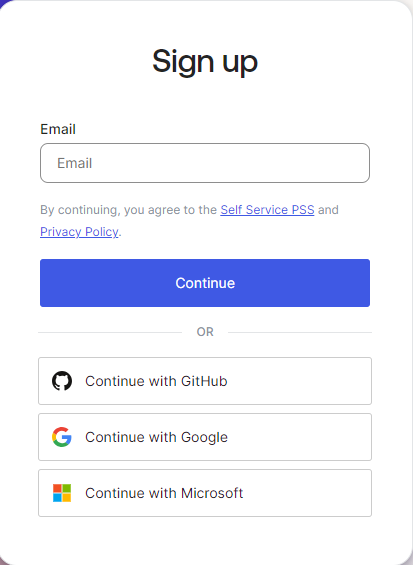 Sign up
Email
Email
By continuing, you agree to the Self Service PSS and
Privacy Policy.
Continue
OR
Continue with GitHub
Continue with Google
Continue with Microsoft